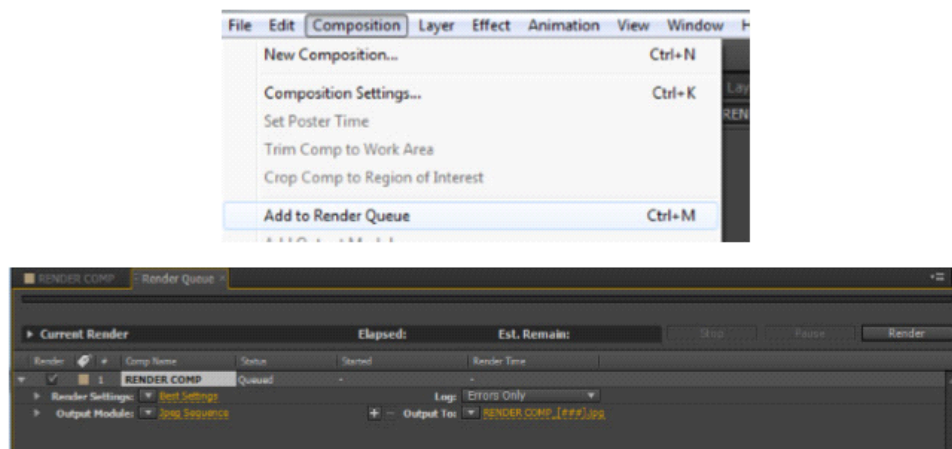 File Edit Composition Layer Effect Animation View Window
New Composition... Ctrl+N
Composition Settings... Ctrl+K
Set Poster Time
Trim Comp to Work Area
Crop Comp to Region of Interest
Add to Render Queue Ctrl+M
RENDER COMP Render Queue ×
Current Render Elapsed: Est. Remain: Stop Pause Render
Render # Comp Name Status Started Render Time
1 RENDER COMP Queued - -
Render Settings: Best Settings Log: Errors Only
Output Module: Jpeg Sequence + – Output To: RENDER COMP_[###].jpg